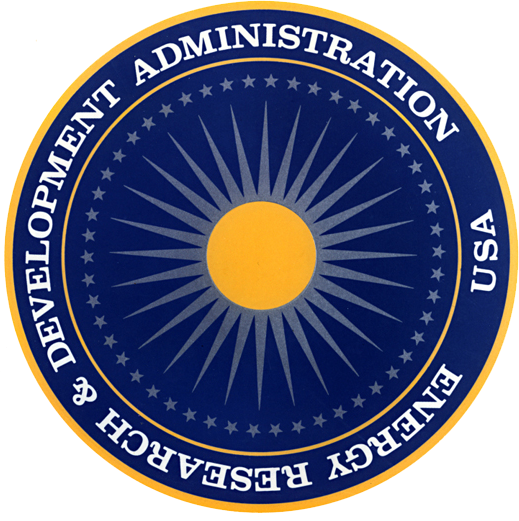 ENERGY RESEARCH & DEVELOPMENT ADMINISTRATION
USA